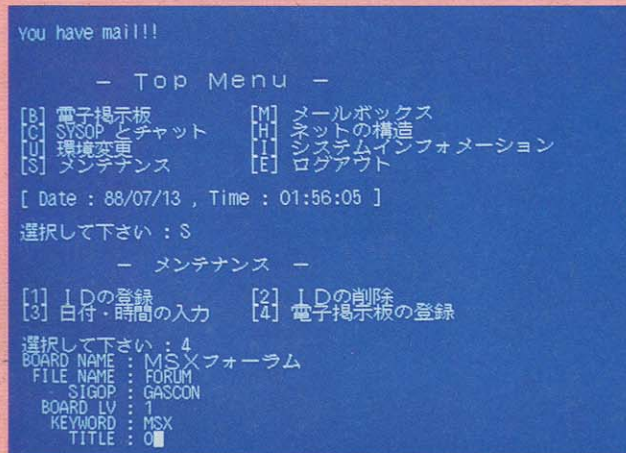 You have mail!!
－ Top Menu －
[B] 電子掲示板 [M] メールボックス
[C] SYSOP とチャット [H] ネットの構造
[U] 環境変更 [I] システムインフォメーション
[S] メンテナンス [E] ログアウト
[ Date : 88/07/13 , Time : 01:56:05 ]
選択して下さい : S
－ メンテナンス －
[1] ＩＤの登録 [2] ＩＤの削除
[3] 日付・時間の入力 [4] 電子掲示板の登録
選択して下さい : 4
BOARD NAME : ＭＳＸフォーラム
FILE NAME : FORUM
SIGOP : GASCON
BOARD LV : 1
KEYWORD : MSX
TITLE : 0